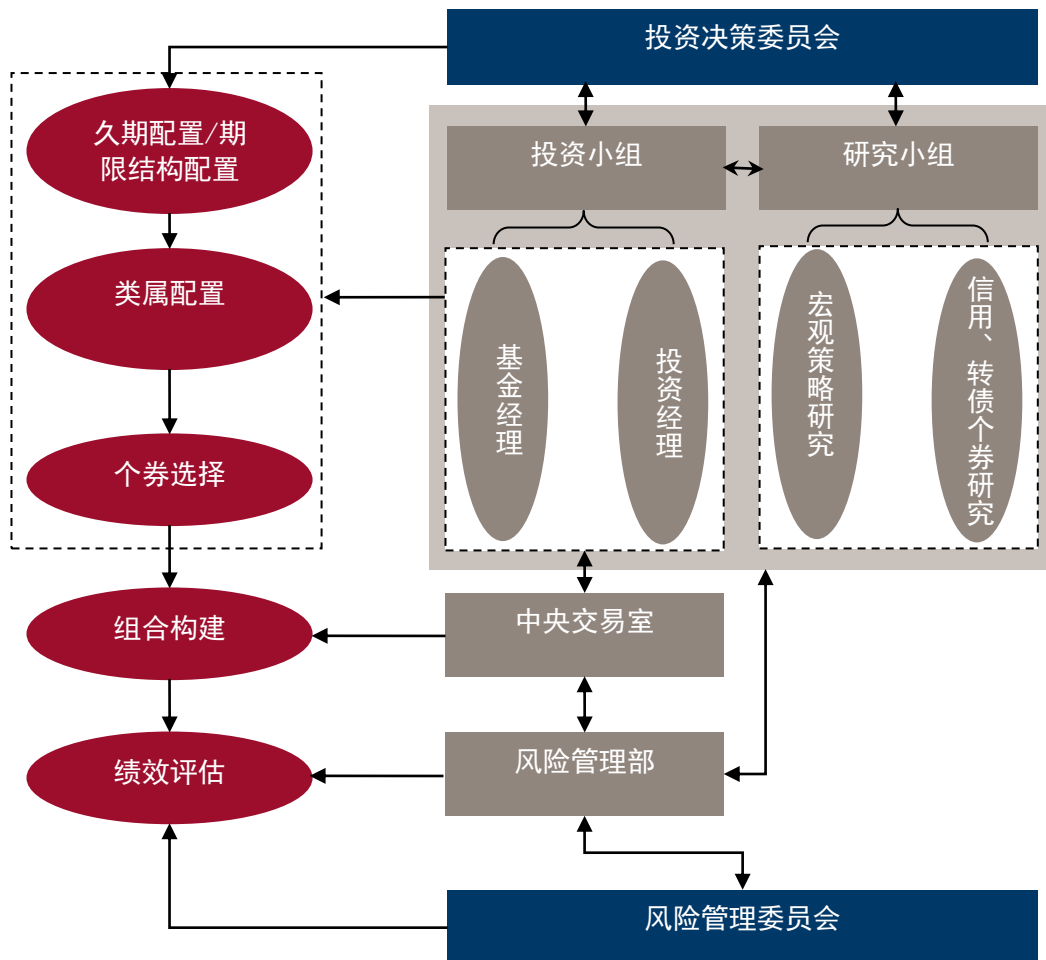 投资决策委员会
久期配置/期
限结构配置
投资小组
研究小组
类属配置
基金经理
投资经理
宏观策略研究
信用、转债个券研究
个券选择
组合构建
中央交易室
绩效评估
风险管理部
风险管理委员会